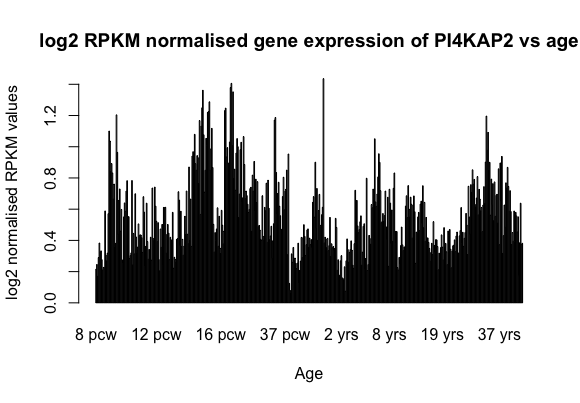 log2 RPKM normalised gene expression of PI4KAP2 vs age
log2 normalised RPKM values
1.2
0.8
0.4
0.0
8 pcw 12 pcw 16 pcw 37 pcw 2 yrs 8 yrs 19 yrs 37 yrs
Age